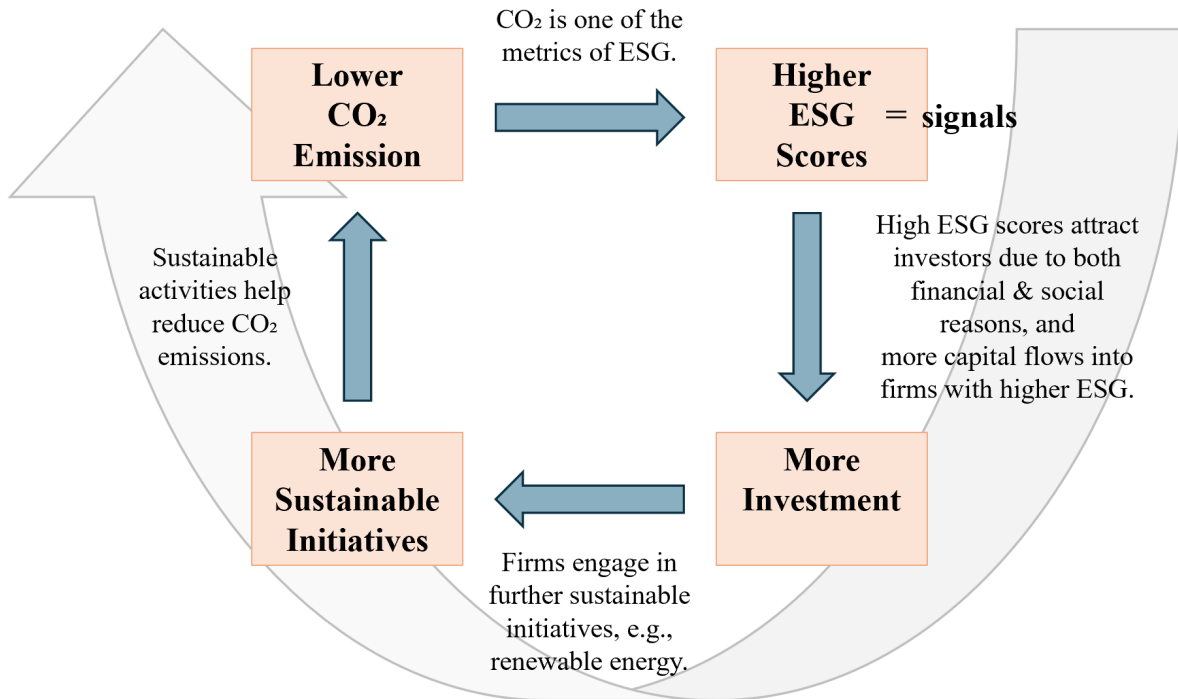 CO₂ is one of the
metrics of ESG.
Lower
CO₂
Emission
Higher
ESG
Scores
= signals
High ESG scores attract
investors due to both
financial & social
reasons, and
more capital flows into
firms with higher ESG.
Sustainable
activities help
reduce CO₂
emissions.
More
Sustainable
Initiatives
More
Investment
Firms engage in
further sustainable
initiatives, e.g.,
renewable energy.